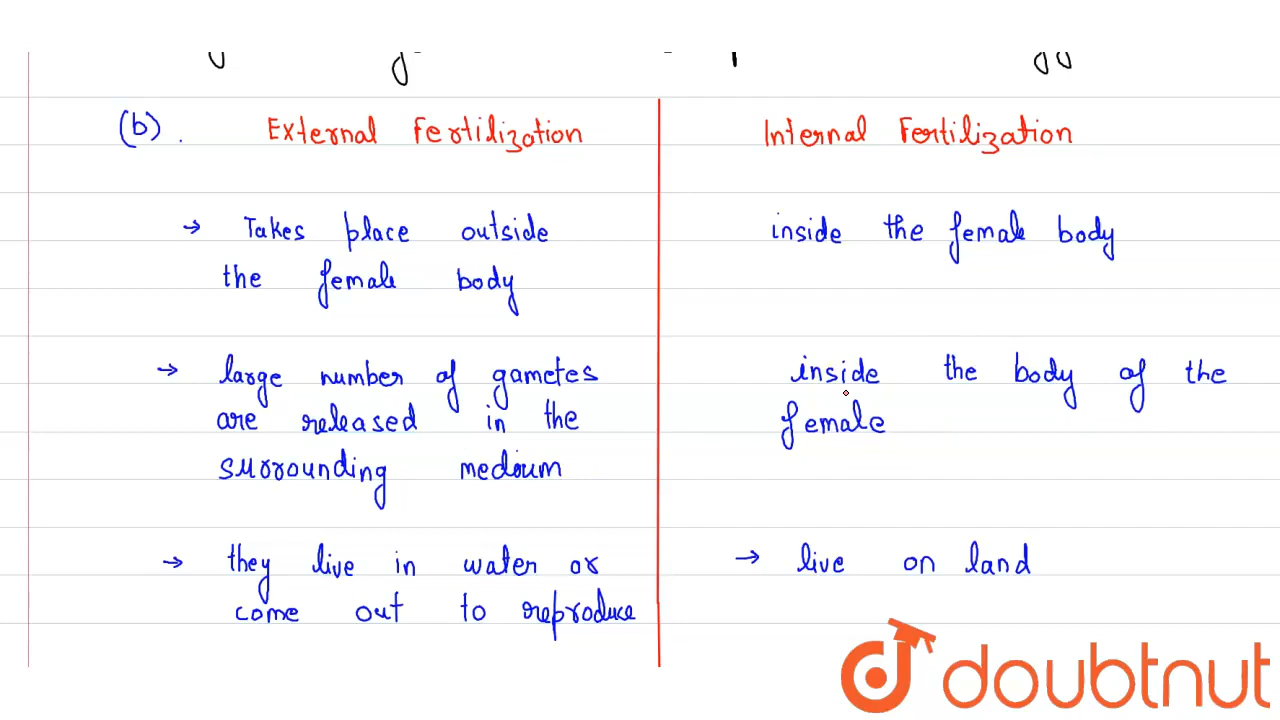 (b). External Fertilization
Internal Fertilization
→ Takes place outside
the female body
inside the female body
→ large number of gametes
are released in the
surrounding medium
inside the body of the
female
→ they live in water or
come out to reproduce
→ live on land
doubtnut